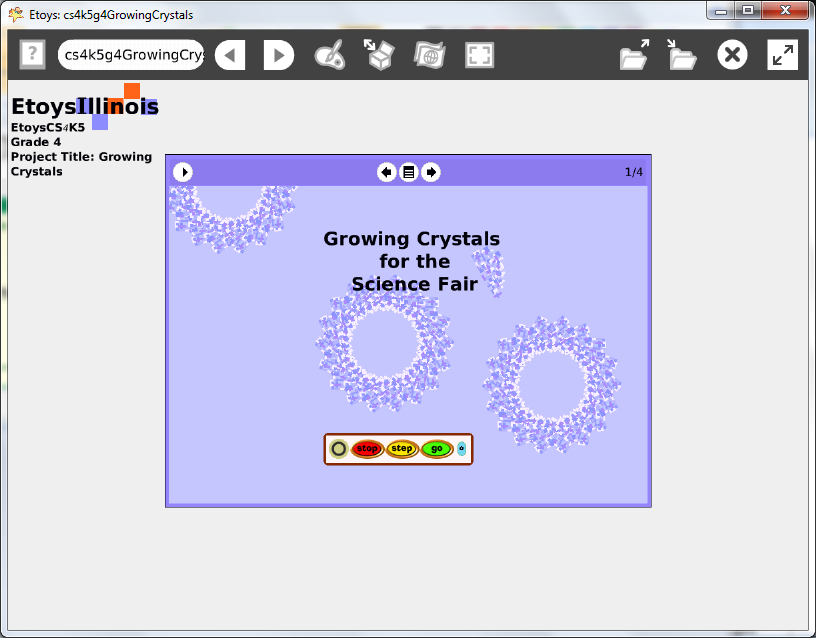 Etoys: cs4k5g4GrowingCrystals
?
cs4k5g4GrowingCrys
EtoysIllinois
EtoysCS4K5
Grade 4
Project Title: Growing
Crystals
1/4
Growing Crystals
for the
Science Fair
stop step go